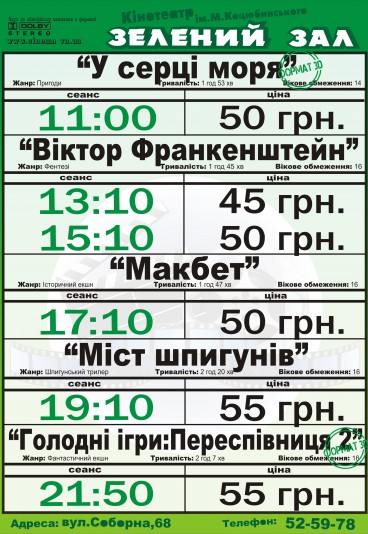 Кінотеатр ім.М.Коцюбинського
DOLBY
STEREO
www.cinema.vn.ua
ЗЕЛЕНИЙ ЗАЛ
“У серці моря”
ФОРМАТ 3D
Жанр: Пригоди Тривалість: 1 год 53 хв Вікове обмеження: 14
сеанс ціна
11:00 50 грн.
“Віктор Франкенштейн”
Жанр: Фентезі Тривалість: 1 год 45 хв Вікове обмеження: 16
сеанс ціна
13:10 45 грн.
15:10 50 грн.
“Макбет”
Жанр: Історичний екшн Тривалість: 1 год 47 хв Вікове обмеження: 16
сеанс ціна
17:10 50 грн.
“Міст шпигунів”
Жанр: Шпигунський трилер Тривалість: 2 год 20 хв Вікове обмеження: 16
сеанс ціна
19:10 55 грн.
“Голодні ігри:Переспівниця 2”
ФОРМАТ 3D
Жанр: Фантастичний екшн Тривалість: 2 год 7 хв Вікове обмеження: 16
сеанс ціна
21:50 55 грн.
Адреса: вул.Соборна,68 Телефон: 52-59-78